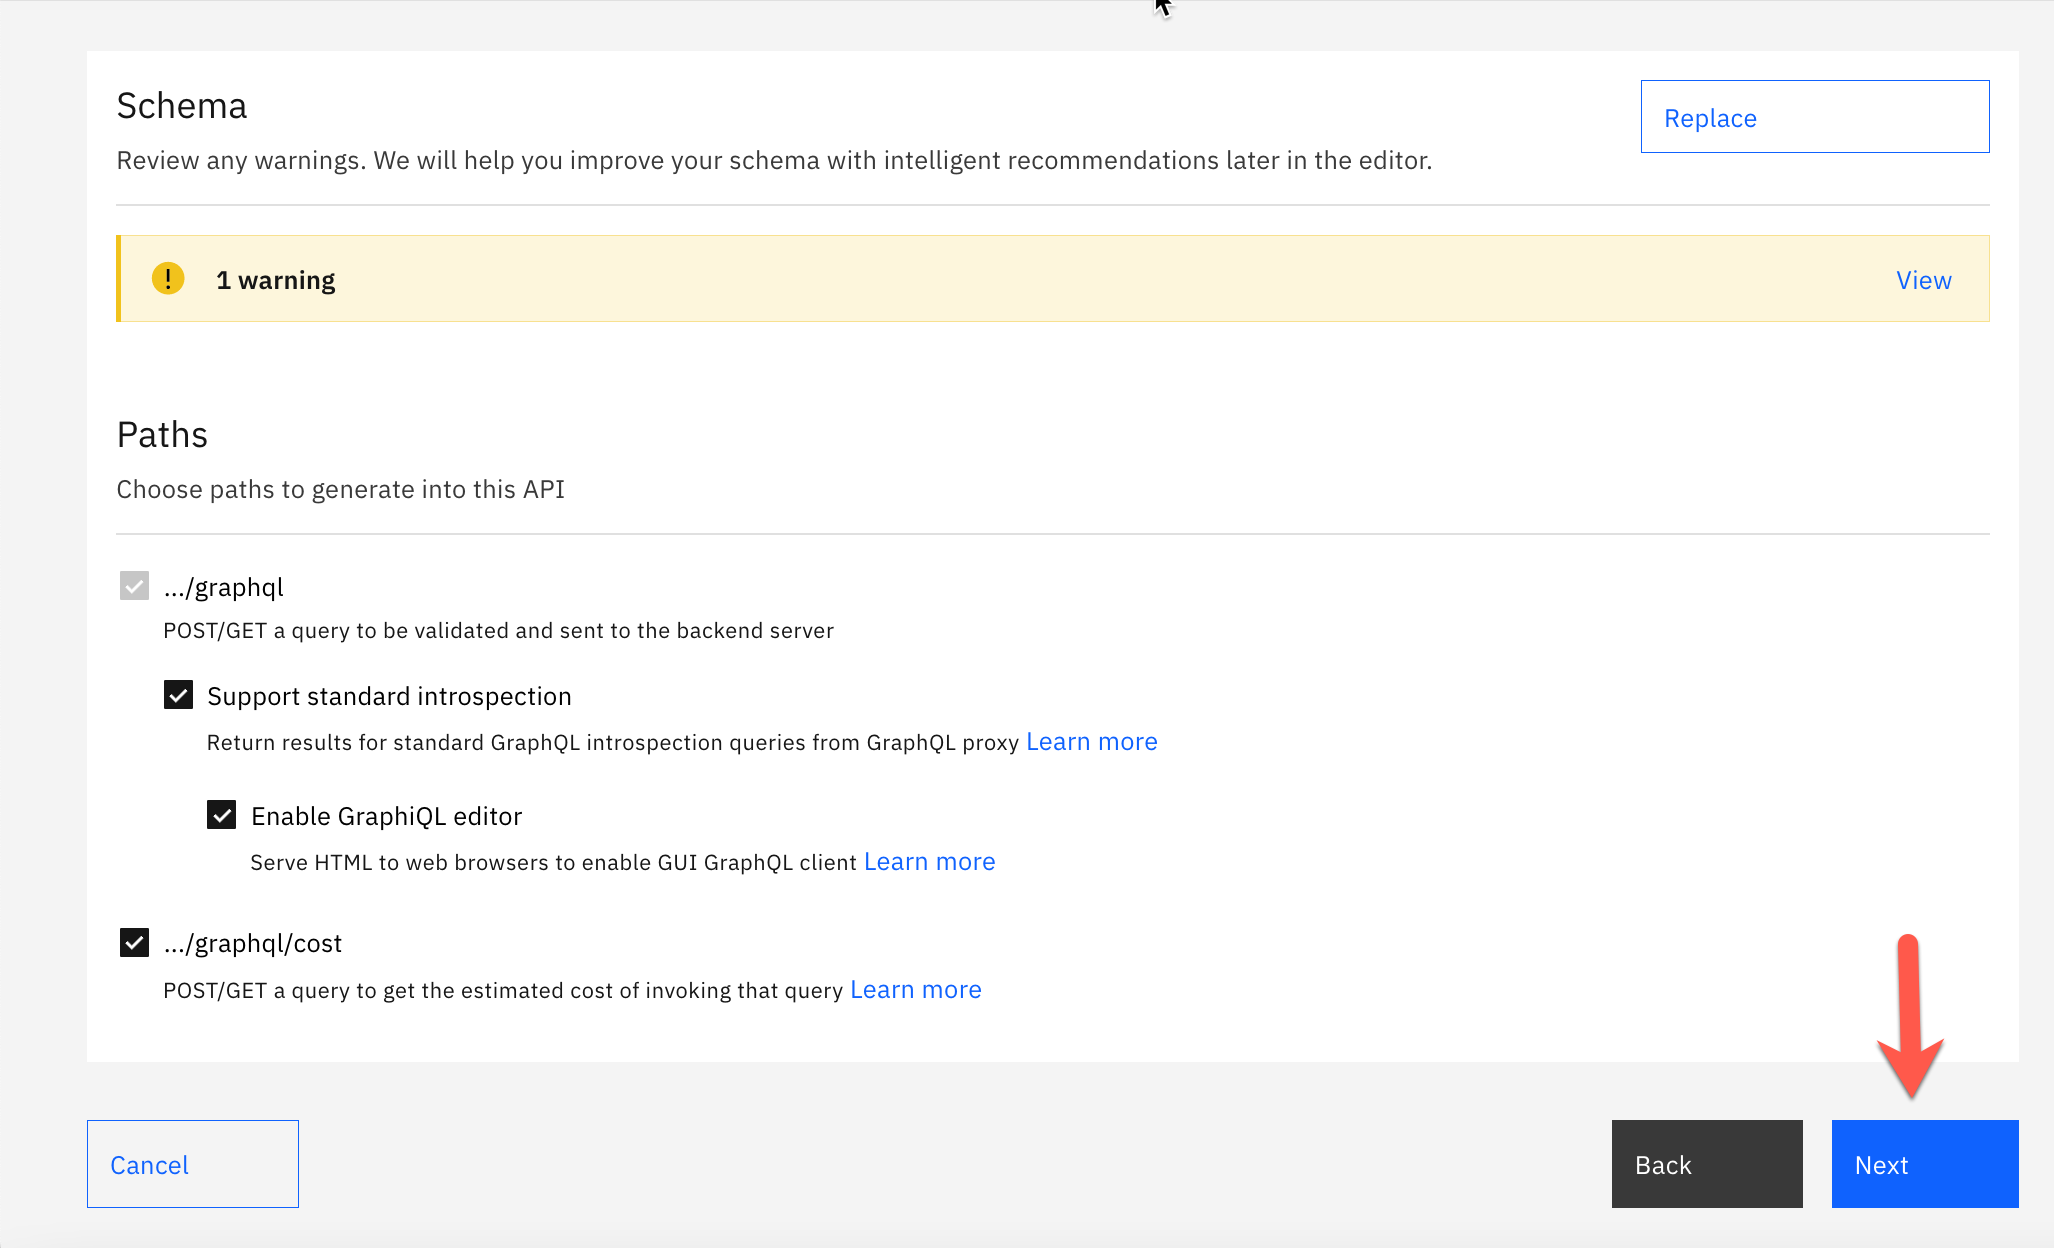 Schema
Replace
Review any warnings. We will help you improve your schema with intelligent recommendations later in the editor.
1 warning
View
Paths
Choose paths to generate into this API
.../graphql
POST/GET a query to be validated and sent to the backend server
Support standard introspection
Return results for standard GraphQL introspection queries from GraphQL proxy Learn more
Enable GraphiQL editor
Serve HTML to web browsers to enable GUI GraphQL client Learn more
.../graphql/cost
POST/GET a query to get the estimated cost of invoking that query Learn more
Cancel
Back
Next